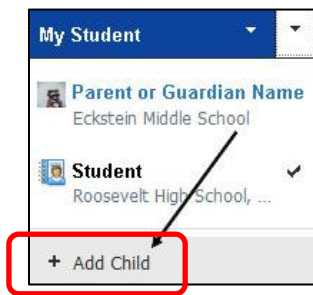 My Student
Parent or Guardian Name
Eckstein Middle School
Student
Roosevelt High School, ...
+ Add Child